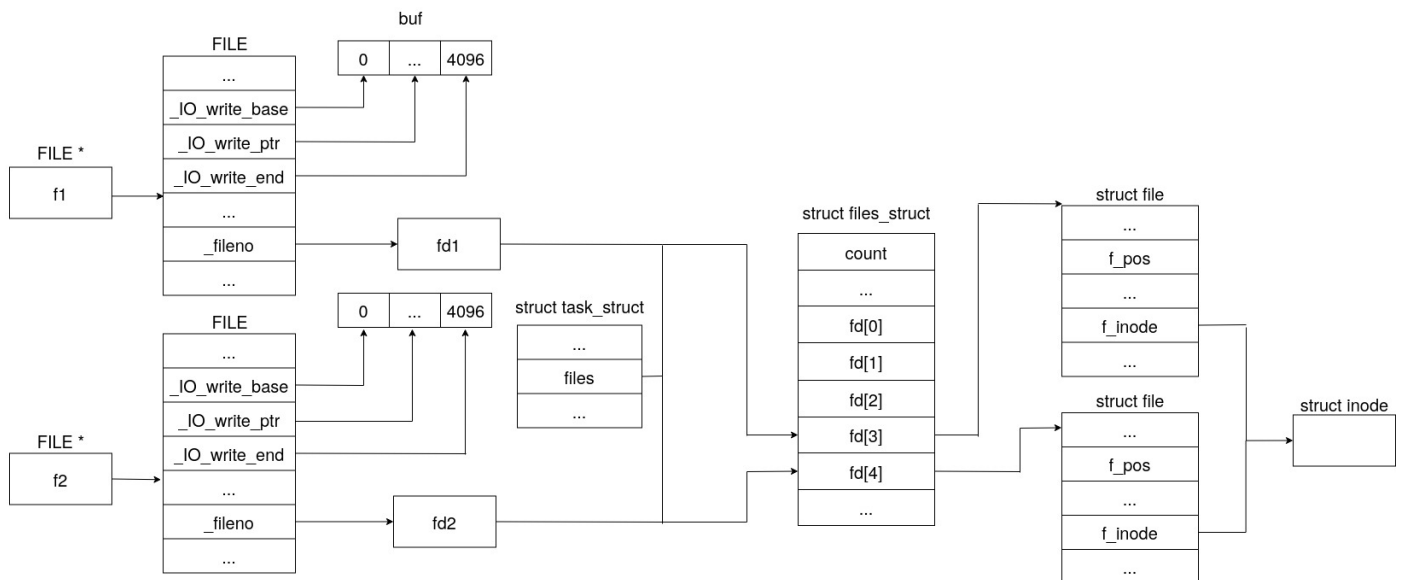 buf
0 ... 4096
FILE
...
_IO_write_base
_IO_write_ptr
_IO_write_end
...
_fileno
...
FILE *
f1
fd1
0 ... 4096
FILE
...
_IO_write_base
_IO_write_ptr
_IO_write_end
...
_fileno
...
FILE *
f2
fd2
struct task_struct
...
files
...
struct files_struct
count
...
fd[0]
fd[1]
fd[2]
fd[3]
fd[4]
...
struct file
...
f_pos
...
f_inode
...
struct file
...
f_pos
...
f_inode
...
struct inode